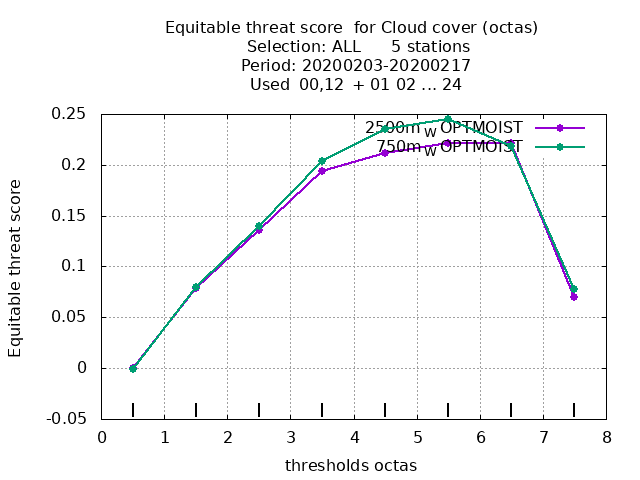 Equitable threat score  for Cloud cover (octas)
Selection: ALL      5 stations
Period: 20200203-20200217
Used  00,12  + 01 02 ... 24
0.25
0.2
0.15
0.1
0.05
0
-0.05
Equitable threat score
2500m W OPTMOIST
750m W OPTMOIST
0 1 2 3 4 5 6 7 8
thresholds octas